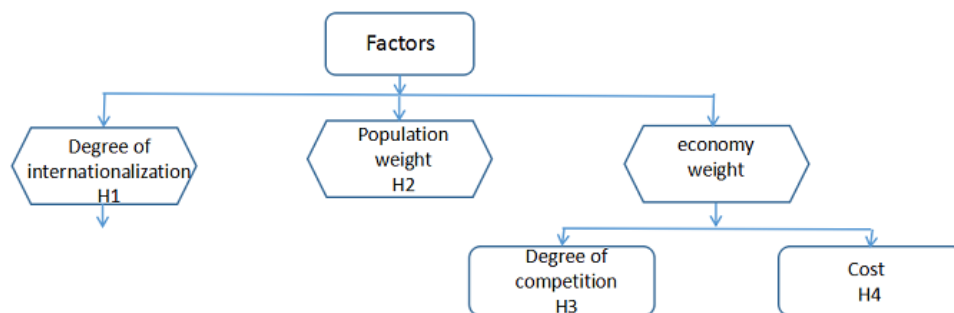 Factors
Degree of
internationalization
H1
Population
weight
H2
economy
weight
Degree of
competition
H3
Cost
H4